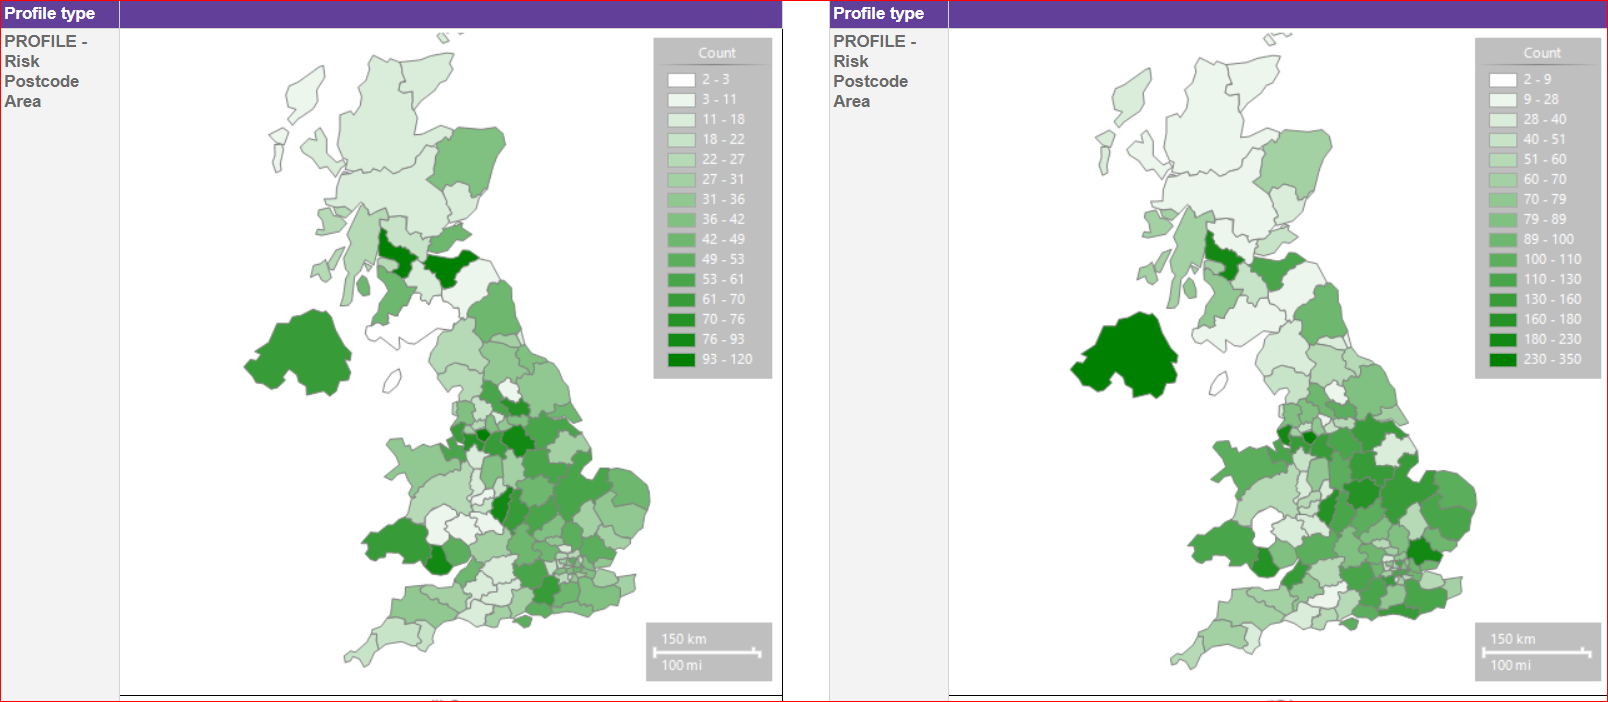 Profile type
PROFILE -
Risk
Postcode
Area
Count
2 - 3
3 - 11
11 - 18
18 - 22
22 - 27
27 - 31
31 - 36
36 - 42
42 - 49
49 - 53
53 - 61
61 - 70
70 - 76
76 - 93
93 - 120
150 km
100 mi
Profile type
PROFILE -
Risk
Postcode
Area
Count
2 - 9
9 - 28
28 - 40
40 - 51
51 - 60
60 - 70
70 - 79
79 - 89
89 - 100
100 - 110
110 - 130
130 - 160
160 - 180
180 - 230
230 - 350
150 km
100 mi